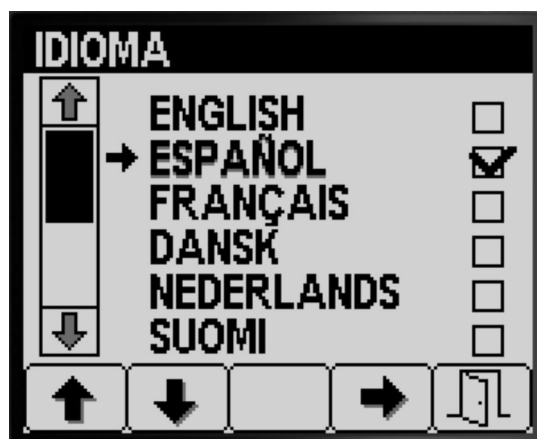 IDIOMA
ENGLISH
ESPAÑOL
FRANÇAIS
DANSK
NEDERLANDS
SUOMI